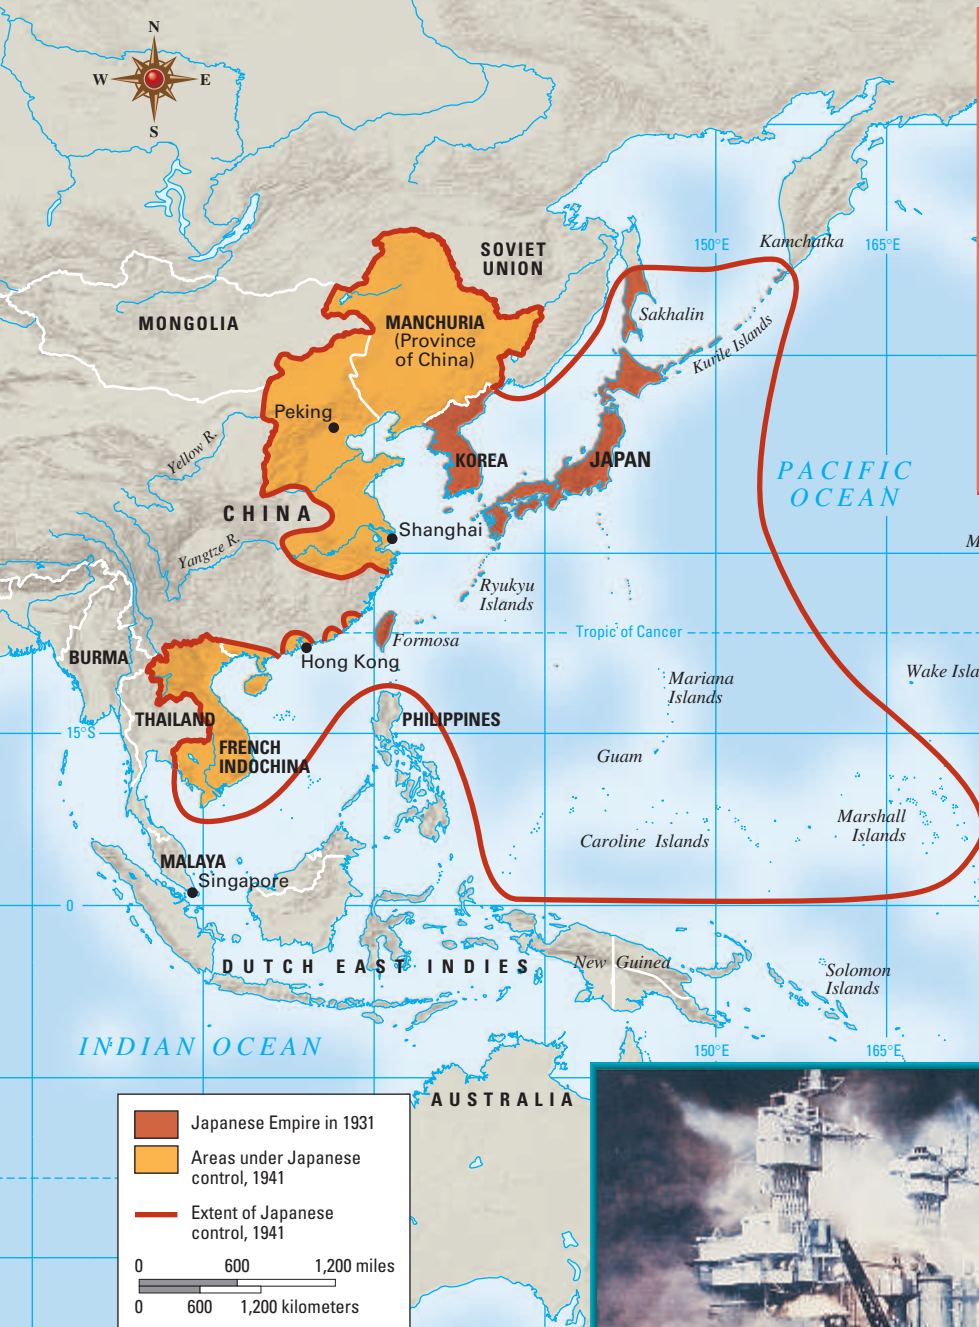 N
W
E
S
150°E
Kamchatka
165°E
SOVIET
UNION
MONGOLIA
MANCHURIA
(Province
of China)
Sakhalin
Kurile Islands
Peking
Yellow R.
KOREA
JAPAN
PACIFIC
OCEAN
CHINA
Shanghai
Yangtze R.
Ryukyu
Islands
Tropic of Cancer
Formosa
BURMA
Hong Kong
Mariana
Islands
Wake Isla
THAILAND
PHILIPPINES
15°S
FRENCH
INDOCHINA
Guam
Marshall
Islands
Caroline Islands
MALAYA
Singapore
0
DUTCH EAST INDIES
New Guined
Solomon
Islands
INDIAN OCEAN
150°E
165°E
AUSTRALIA
Japanese Empire in 1931
Areas under Japanese
control, 1941
Extent of Japanese
control, 1941
0 600 1,200 miles
0 600 1,200 kilometers